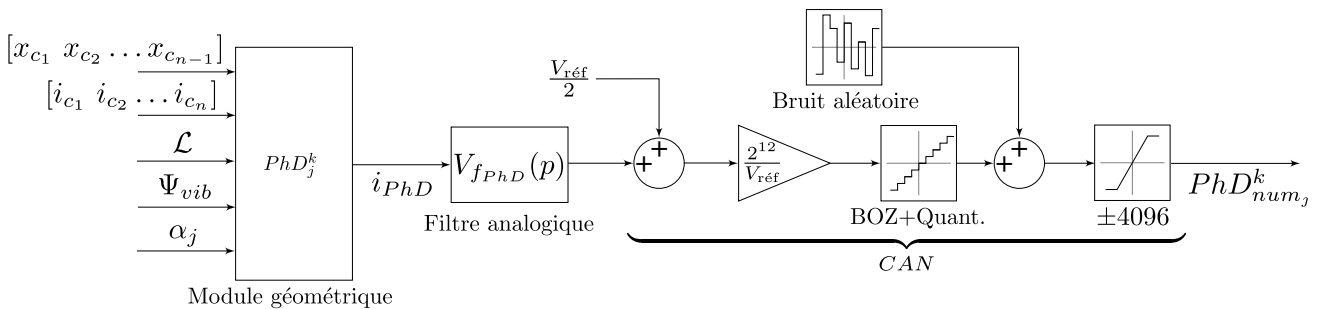 [x_{c_1} x_{c_2} … x_{c_{n-1}}]
[i_{c_1} i_{c_2} … i_{c_n}]
ℒ
Ψ_{vib}
α_j
PhD_j^k
Module géométrique
i_{PhD}
V_{f_{PhD}}(p)
Filtre analogique
V_{réf}/2
+
+
2^{12}/V_{réf}
BOZ+Quant.
Bruit aléatoire
+
+
±4096
CAN
PhD_{num_j}^k